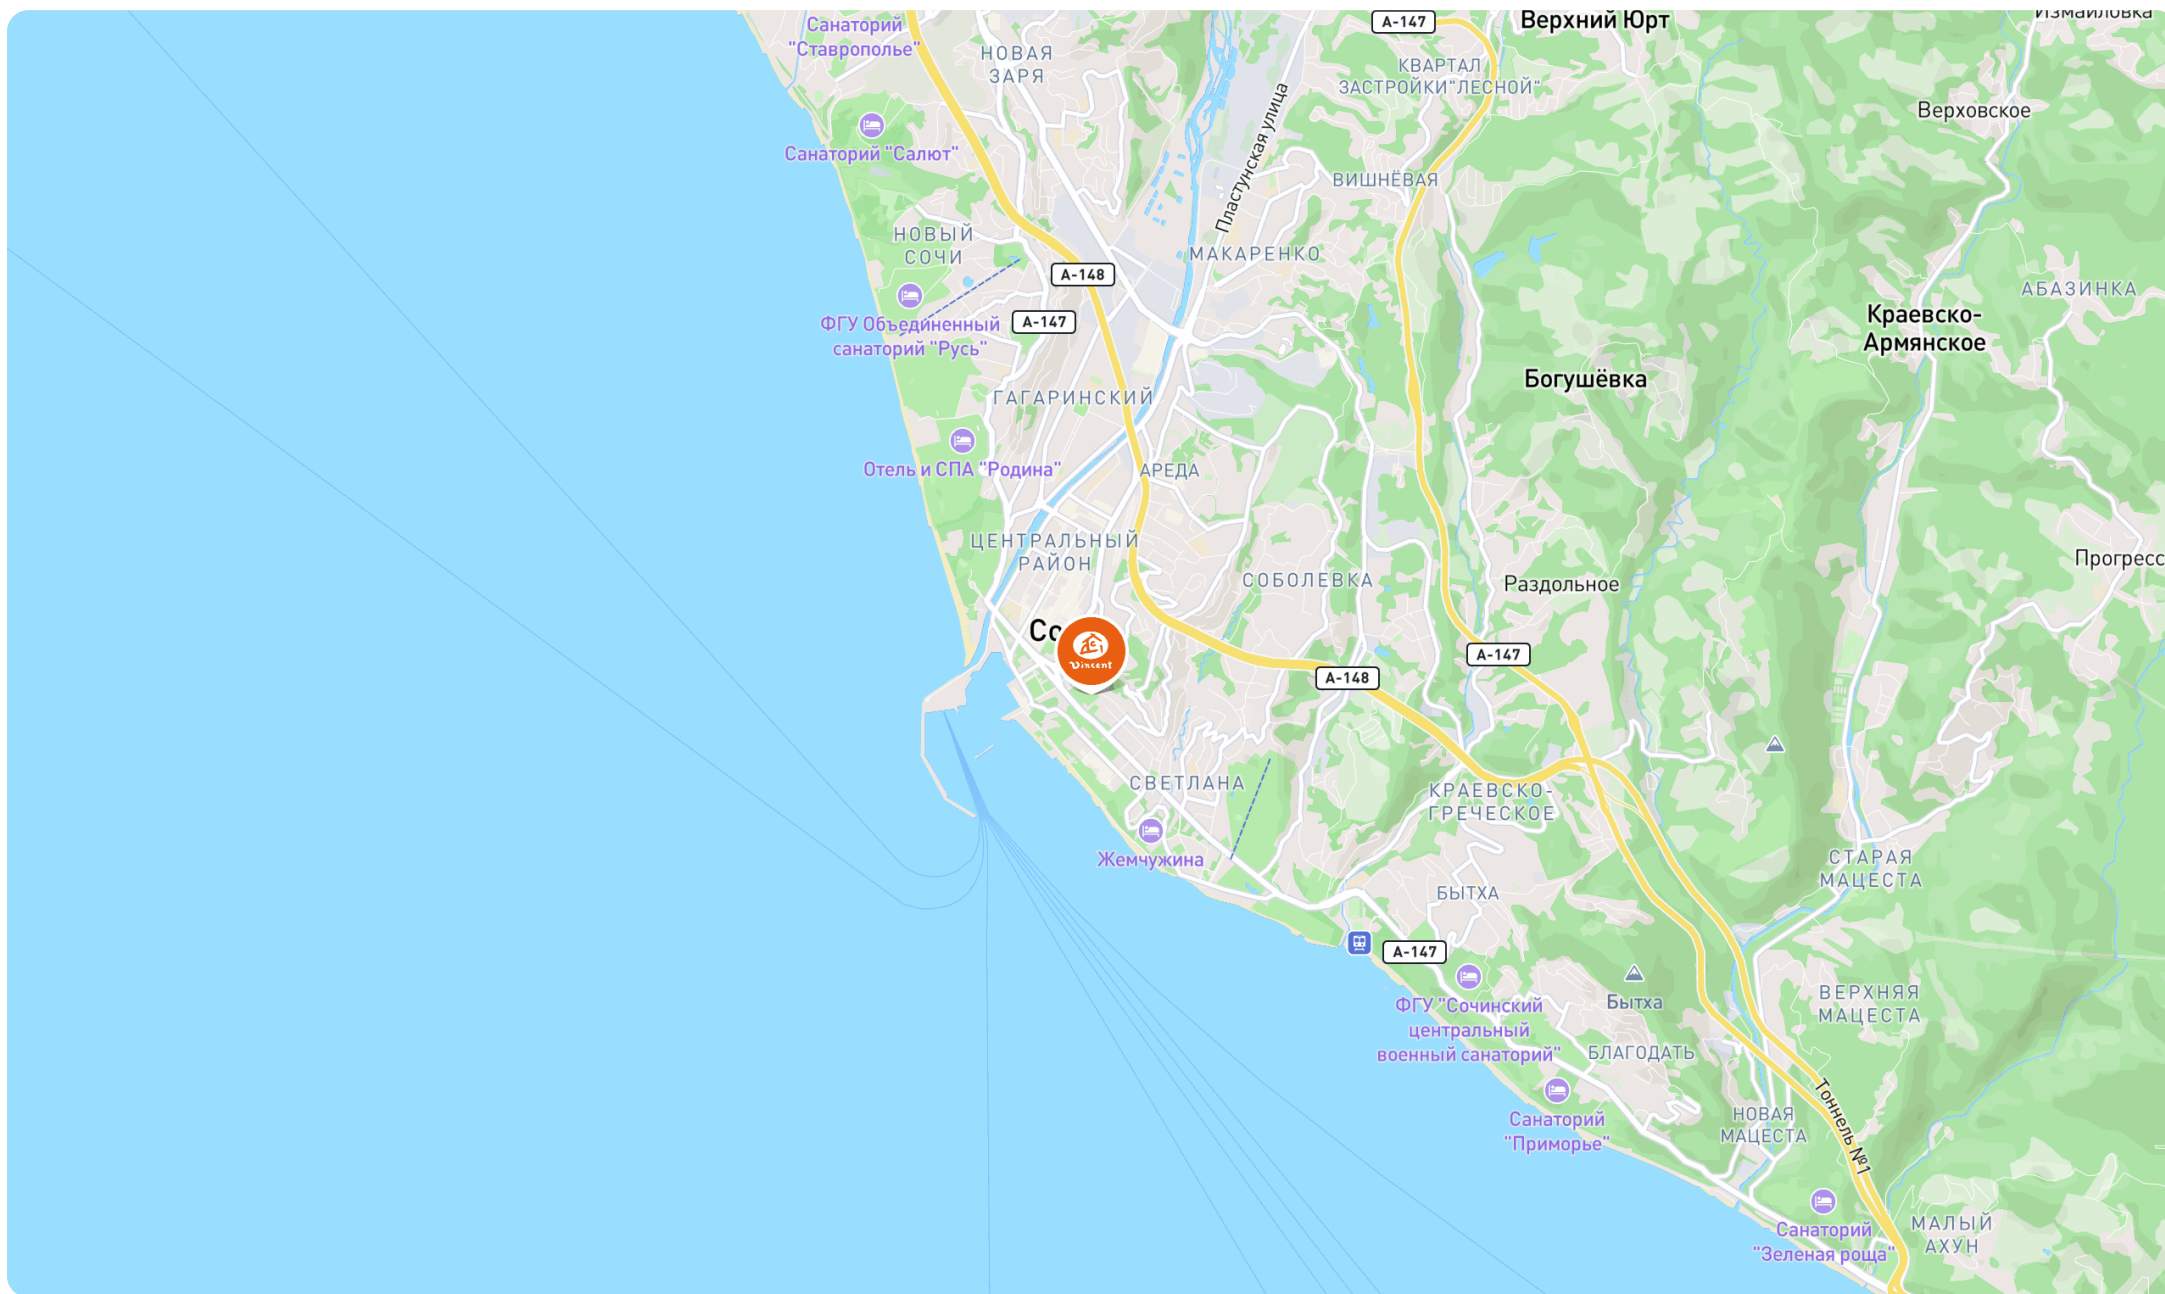 Санаторий
"Ставрополье"
НОВАЯ
ЗАРЯ
А-147
Верхний Юрт
Измайловка
КВАРТАЛ
ЗАСТРОЙКИ"ЛЕСНОЙ"
Верховское
Санаторий "Салют"
Пластунская улица
ВИШНЁВАЯ
НОВЫЙ
СОЧИ
МАКАРЕНКО
А-148
АБАЗИНКА
ФГУ Объединенный
санаторий "Русь"
А-147
Краевско-
Армянское
Богушёвка
ГАГАРИНСКИЙ
Отель и СПА "Родина"
АРЕДА
ЦЕНТРАЛЬНЫЙ
РАЙОН
СОБОЛЕВКА
Раздольное
Прогресс
Со
Vincent
А-147
А-148
СВЕТЛАНА
КРАЕВСКО-
ГРЕЧЕСКОЕ
Жемчужина
СТАРАЯ
МАЦЕСТА
БЫТХА
А-147
ФГУ "Сочинский
центральный
военный санаторий"
Бытха
ВЕРХНЯЯ
МАЦЕСТА
БЛАГОДАТЬ
Санаторий
"Приморье"
НОВАЯ
МАЦЕСТА
Тоннель №1
Санаторий
"Зеленая роща"
МАЛЫЙ
АХУН